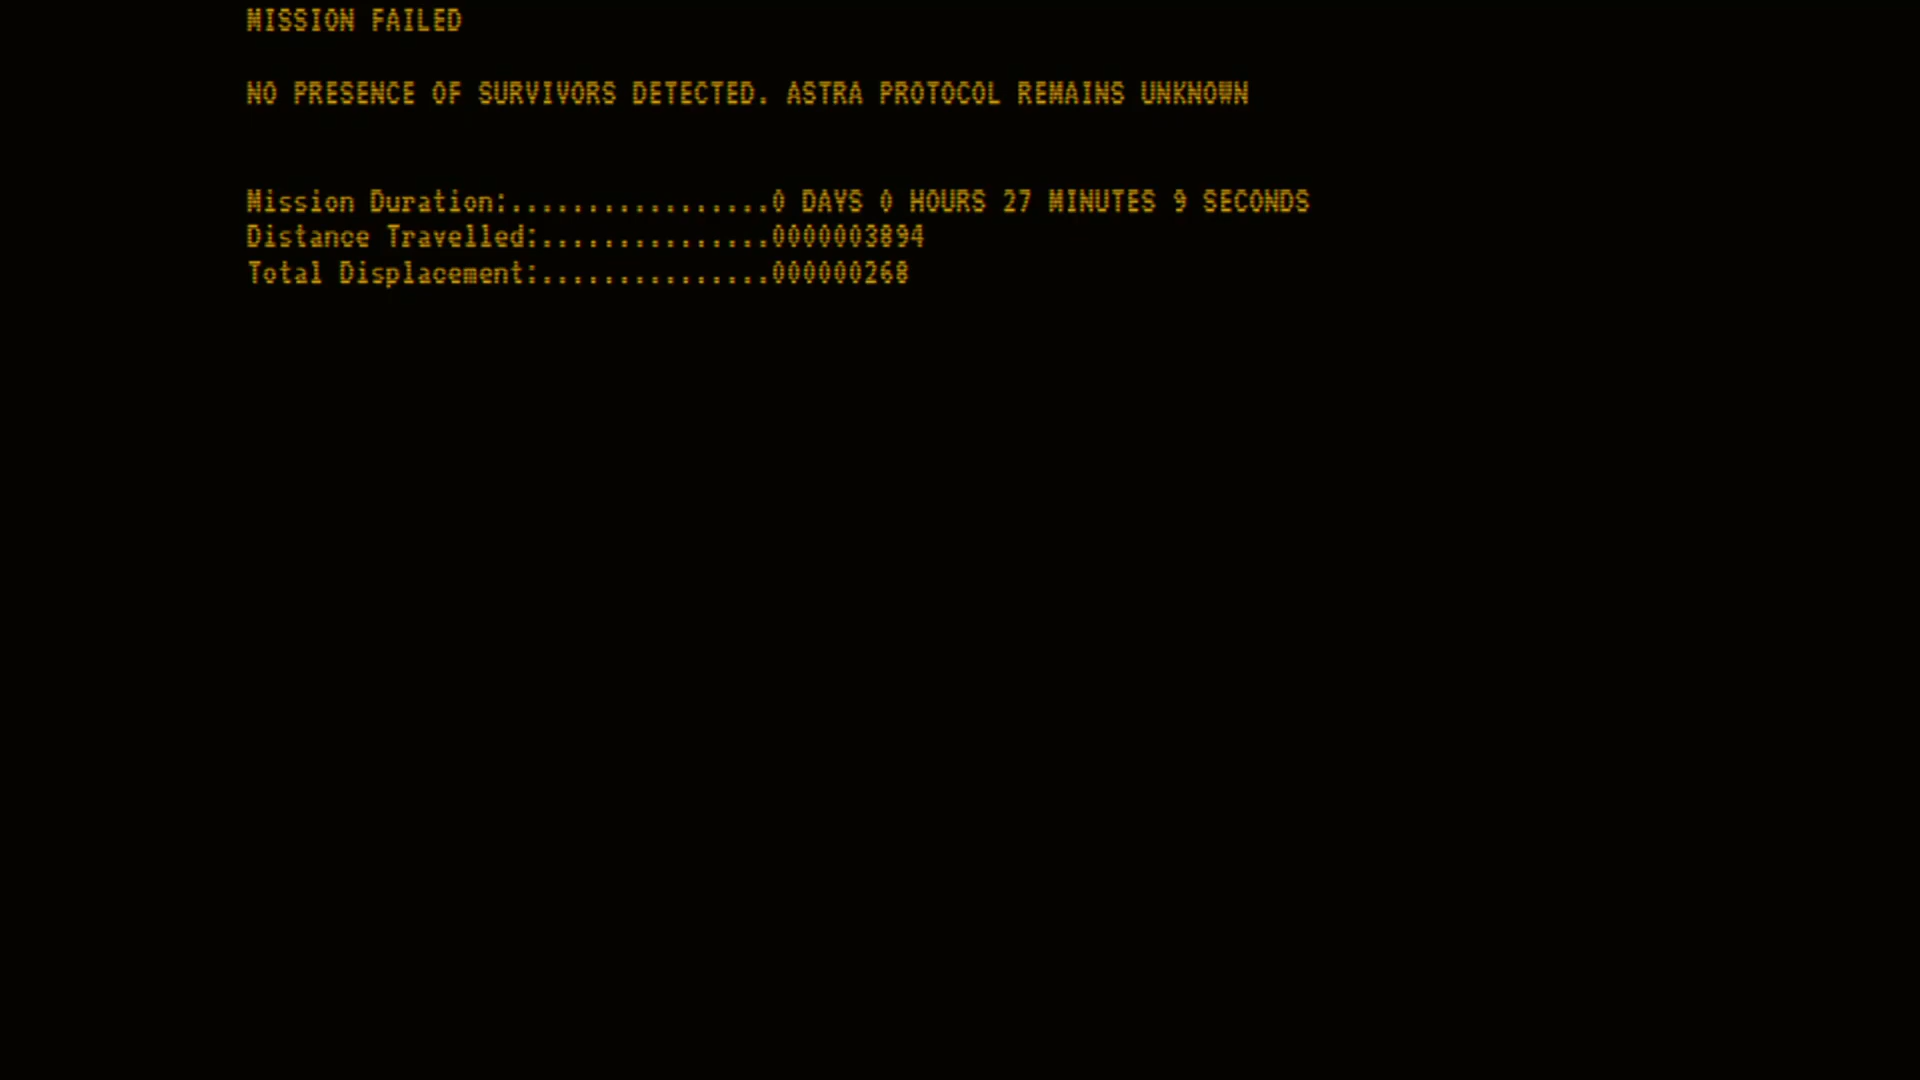 MISSION FAILED
NO PRESENCE OF SURVIVORS DETECTED. ASTRA PROTOCOL REMAINS UNKNOWN
Mission Duration:.................0 DAYS 0 HOURS 27 MINUTES 9 SECONDS
Distance Travelled:...............0000003894
Total Displacement:...............000000268